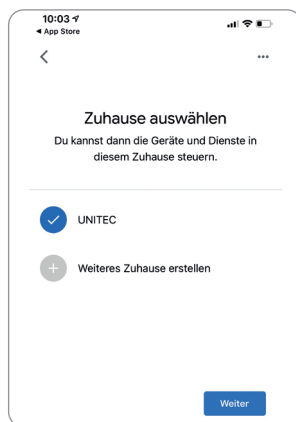 10:03
◄ App Store
Zuhause auswählen
Du kannst dann die Geräte und Dienste in
diesem Zuhause steuern.
UNITEC
Weiteres Zuhause erstellen
Weiter